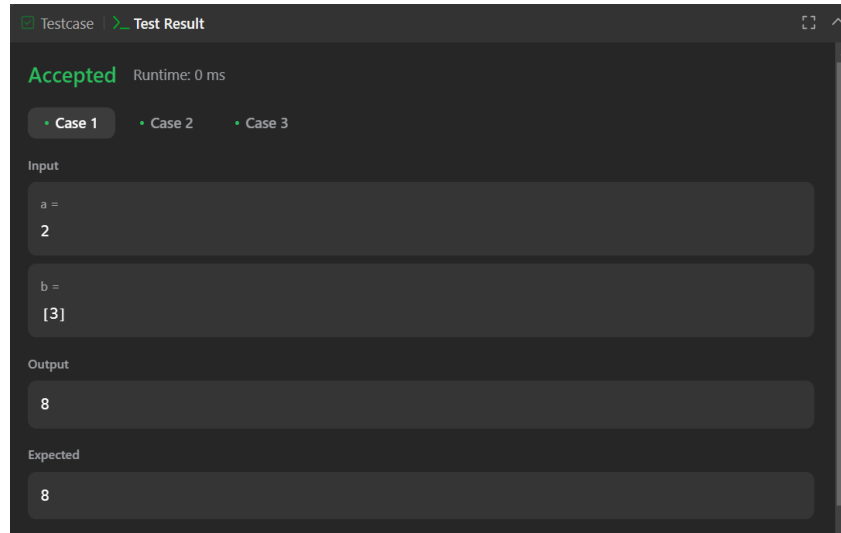 Testcase | >_ Test Result
Accepted Runtime: 0 ms
• Case 1 • Case 2 • Case 3
Input
a =
2
b =
[3]
Output
8
Expected
8